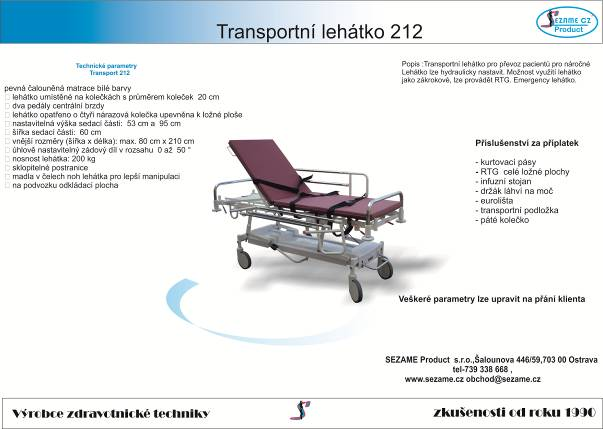 Transportní lehátko 212
SEZAME CZ
Product
Technické parametry
Transport 212
pevná čalouněná matrace bílé barvy
lehátko umístěné na kolečkách s průměrem koleček 20 cm
dva pedály centrální brzdy
lehátko opatřeno o čtyři nárazová kolečka upevněna k ložné ploše
nastavitelná výška sedací části: 53 cm a 95 cm
šířka sedací části: 60 cm
vnější rozměry (šířka x délka): max. 80 cm x 210 cm
úhlově nastavitelný zádový díl v rozsahu 0 až 50 °
nosnost lehátka: 200 kg
sklopitelné postranice
madla v čelech noh lehátka pro lepší manipulaci
na podvozku odkládací plocha
Popis :Transportní lehátko pro převoz pacientů pro náročné
Lehátko lze hydraulicky nastavit. Možnost využití lehátko
jako zákrokové, lze provádět RTG. Emergency lehátko.
Příslušenství za příplatek
- kurtovací pásy
- RTG celé ložné plochy
- infuzní stojan
- držák láhví na moč
- eurolišta
- transportní podložka
- páté kolečko
Veškeré parametry lze upravit na přání klienta
SEZAME Product s.r.o.,Šalounova 446/59,703 00 Ostrava
tel-739 338 668 ,
www.sezame.cz obchod@sezame.cz
Výrobce zdravotnické techniky
zkušenosti od roku 1990